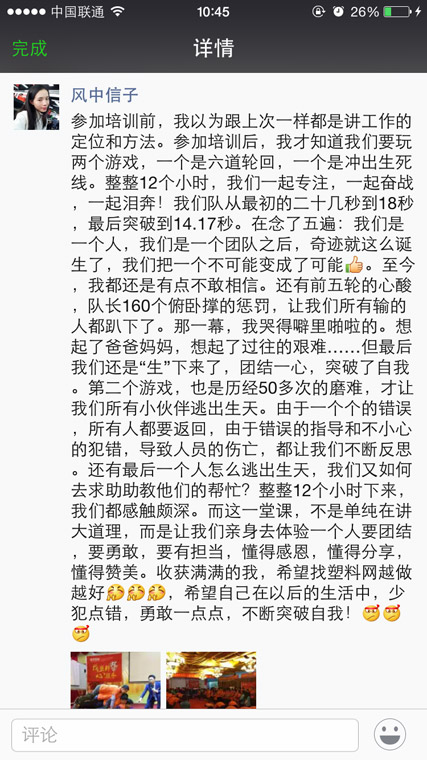 中国联通 10:45 26%
完成 详情
风中信子
参加培训前，我以为跟上次一样都是讲工作的
定位和方法。参加培训后，我才知道我们要玩
两个游戏，一个是六道轮回，一个是冲出生死
线。整整12个小时，我们一起专注，一起奋战
，一起泪奔！我们队从最初的二十几秒到18秒
，最后突破到14.17秒。在念了五遍：我们是
一个人，我们是一个团队之后，奇迹就这么诞
生了，我们把一个不可能变成了可能👍。至今
，我都还是有点不敢相信。还有前五轮的心酸
，队长160个俯卧撑的惩罚，让我们所有输的
人都趴下了。那一幕，我哭得噼里啪啦的。想
起了爸爸妈妈，想起了过往的艰难……但最后
我们还是“生”下来了，团结一心，突破了自我
。第二个游戏，也是历经50多次的磨难，才让
我们所有小伙伴逃出生天。由于一个个的错误
，所有人都要返回，由于错误的指导和不小心
的犯错，导致人员的伤亡，都让我们不断反思
。还有最后一个人怎么逃出生天，我们又如何
去求助助教他们的帮忙？整整12个小时下来，
我们都感触颇深。而这一堂课，不是单纯在讲
大道理，而是让我们亲身去体验一个人要团结
，要勇敢，要有担当，懂得感恩，懂得分享，
懂得赞美。收获满满的我，希望找塑料网越做
越好，希望自己在以后的生活中，少
犯点错，勇敢一点点，不断突破自我！
评论